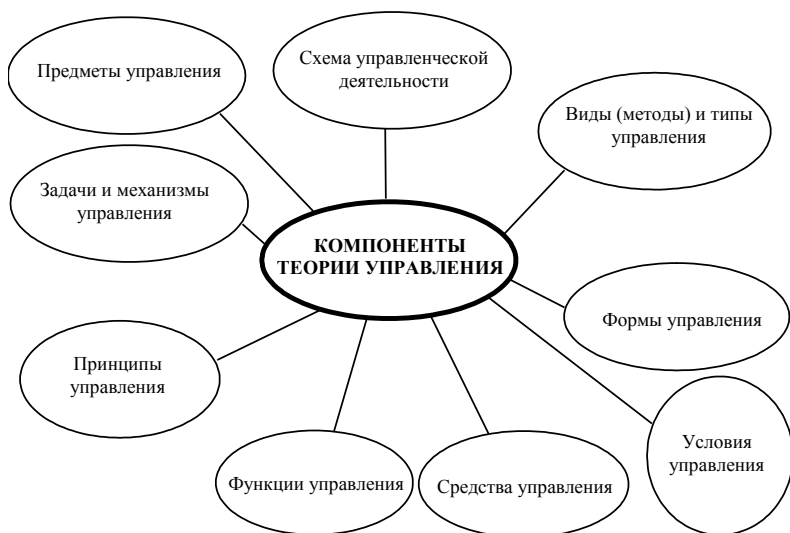 Схема управленческой
деятельности
Предметы управления
Виды (методы) и типы
управления
Задачи и механизмы
управления
КОМПОНЕНТЫ
ТЕОРИИ УПРАВЛЕНИЯ
Формы управления
Принципы
управления
Условия
управления
Функции управления
Средства управления